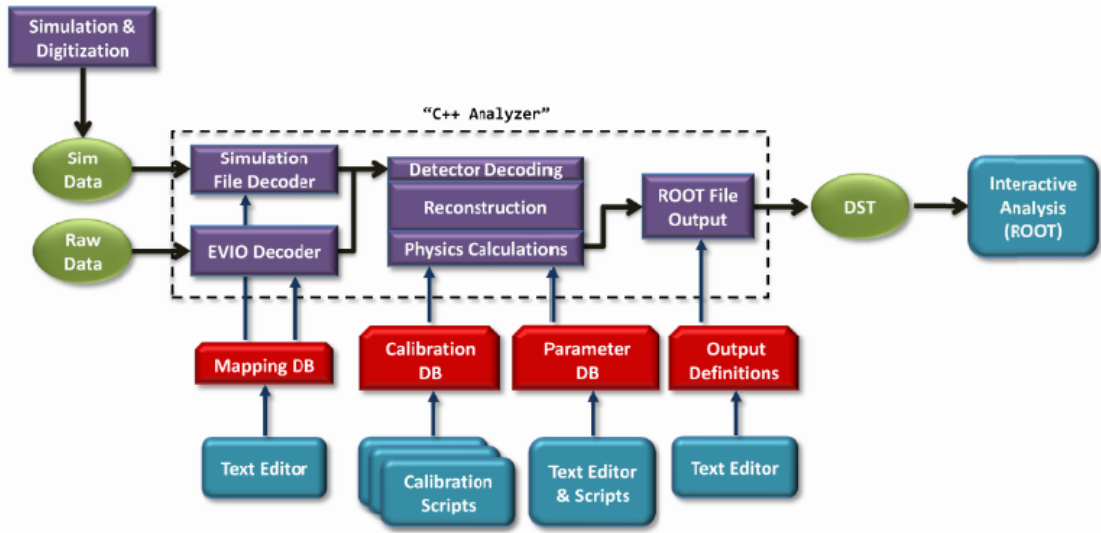 Simulation &
Digitization
"C++ Analyzer"
Sim
Data
Simulation
File Decoder
Detector Decoding
Reconstruction
Physics Calculations
ROOT File
Output
DST
Interactive
Analysis
(ROOT)
Raw
Data
EVIO Decoder
Mapping DB
Calibration
DB
Parameter
DB
Output
Definitions
Text Editor
Calibration
Scripts
Text Editor
& Scripts
Text Editor